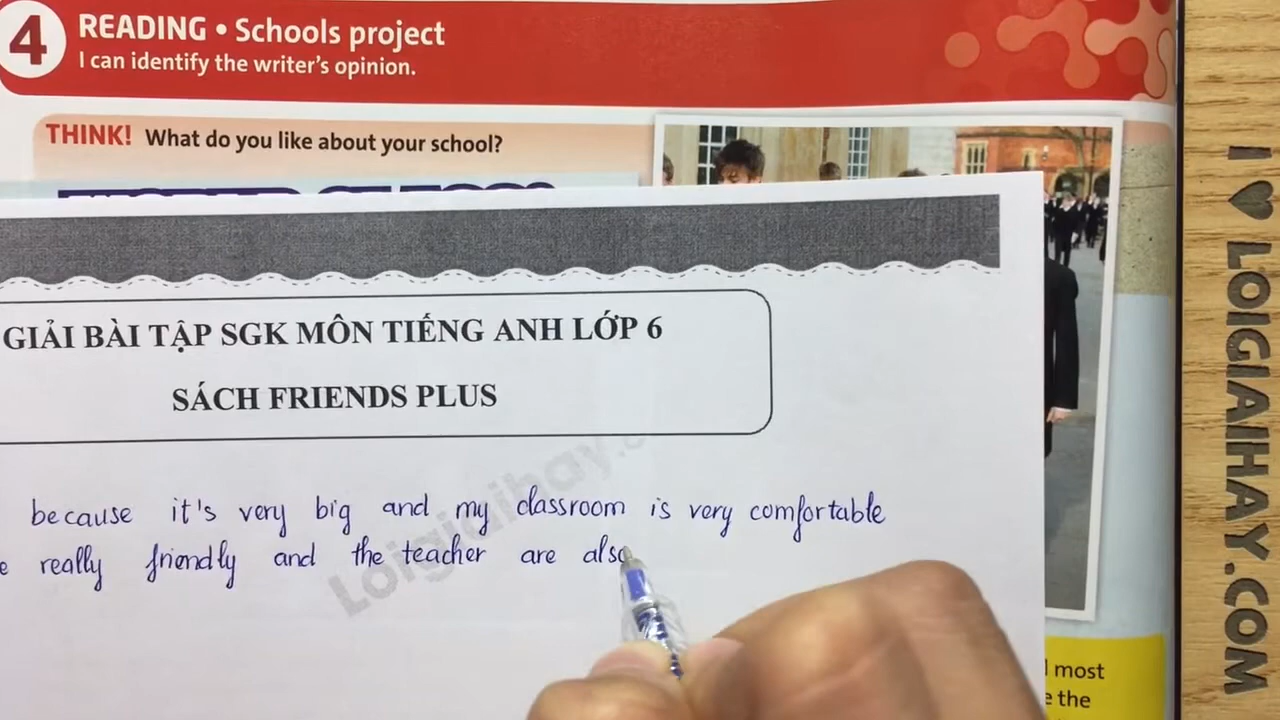 4
READING • Schools project
I can identify the writer's opinion.
THINK! What do you like about your school?
GIẢI BÀI TẬP SGK MÔN TIẾNG ANH LỚP 6
SÁCH FRIENDS PLUS
because it's very big and my classroom is very comfortable
e really friendly and the teacher are also
Loigiaihay.c
most
e the
I ♥ LOIGIAIHAY.COM